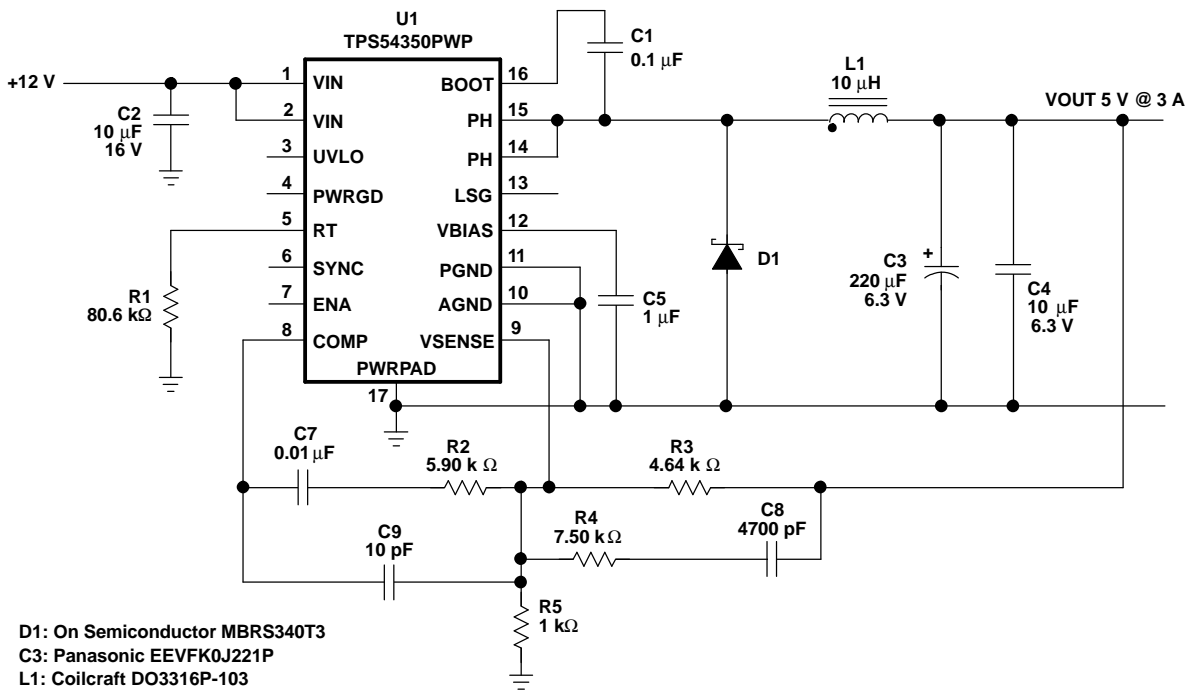 U1
TPS54350PWP
C1
0.1 μF
+12 V
C2
10 μF
16 V
1
VIN
2
VIN
3
UVLO
4
PWRGD
5
RT
6
SYNC
7
ENA
8
COMP
BOOT
16
PH
15
PH
14
LSG
13
VBIAS
12
PGND
11
AGND
10
VSENSE
9
PWRPAD
17
L1
10 μH
VOUT 5 V @ 3 A
R1
80.6 kΩ
C5
1 μF
D1
C3
220 μF
6.3 V
+
C4
10 μF
6.3 V
C7
0.01 μF
R2
5.90 k Ω
R3
4.64 k Ω
C9
10 pF
R4
7.50 k Ω
C8
4700 pF
R5
1 kΩ
D1: On Semiconductor MBRS340T3
C3: Panasonic EEVFK0J221P
L1: Coilcraft DO3316P-103